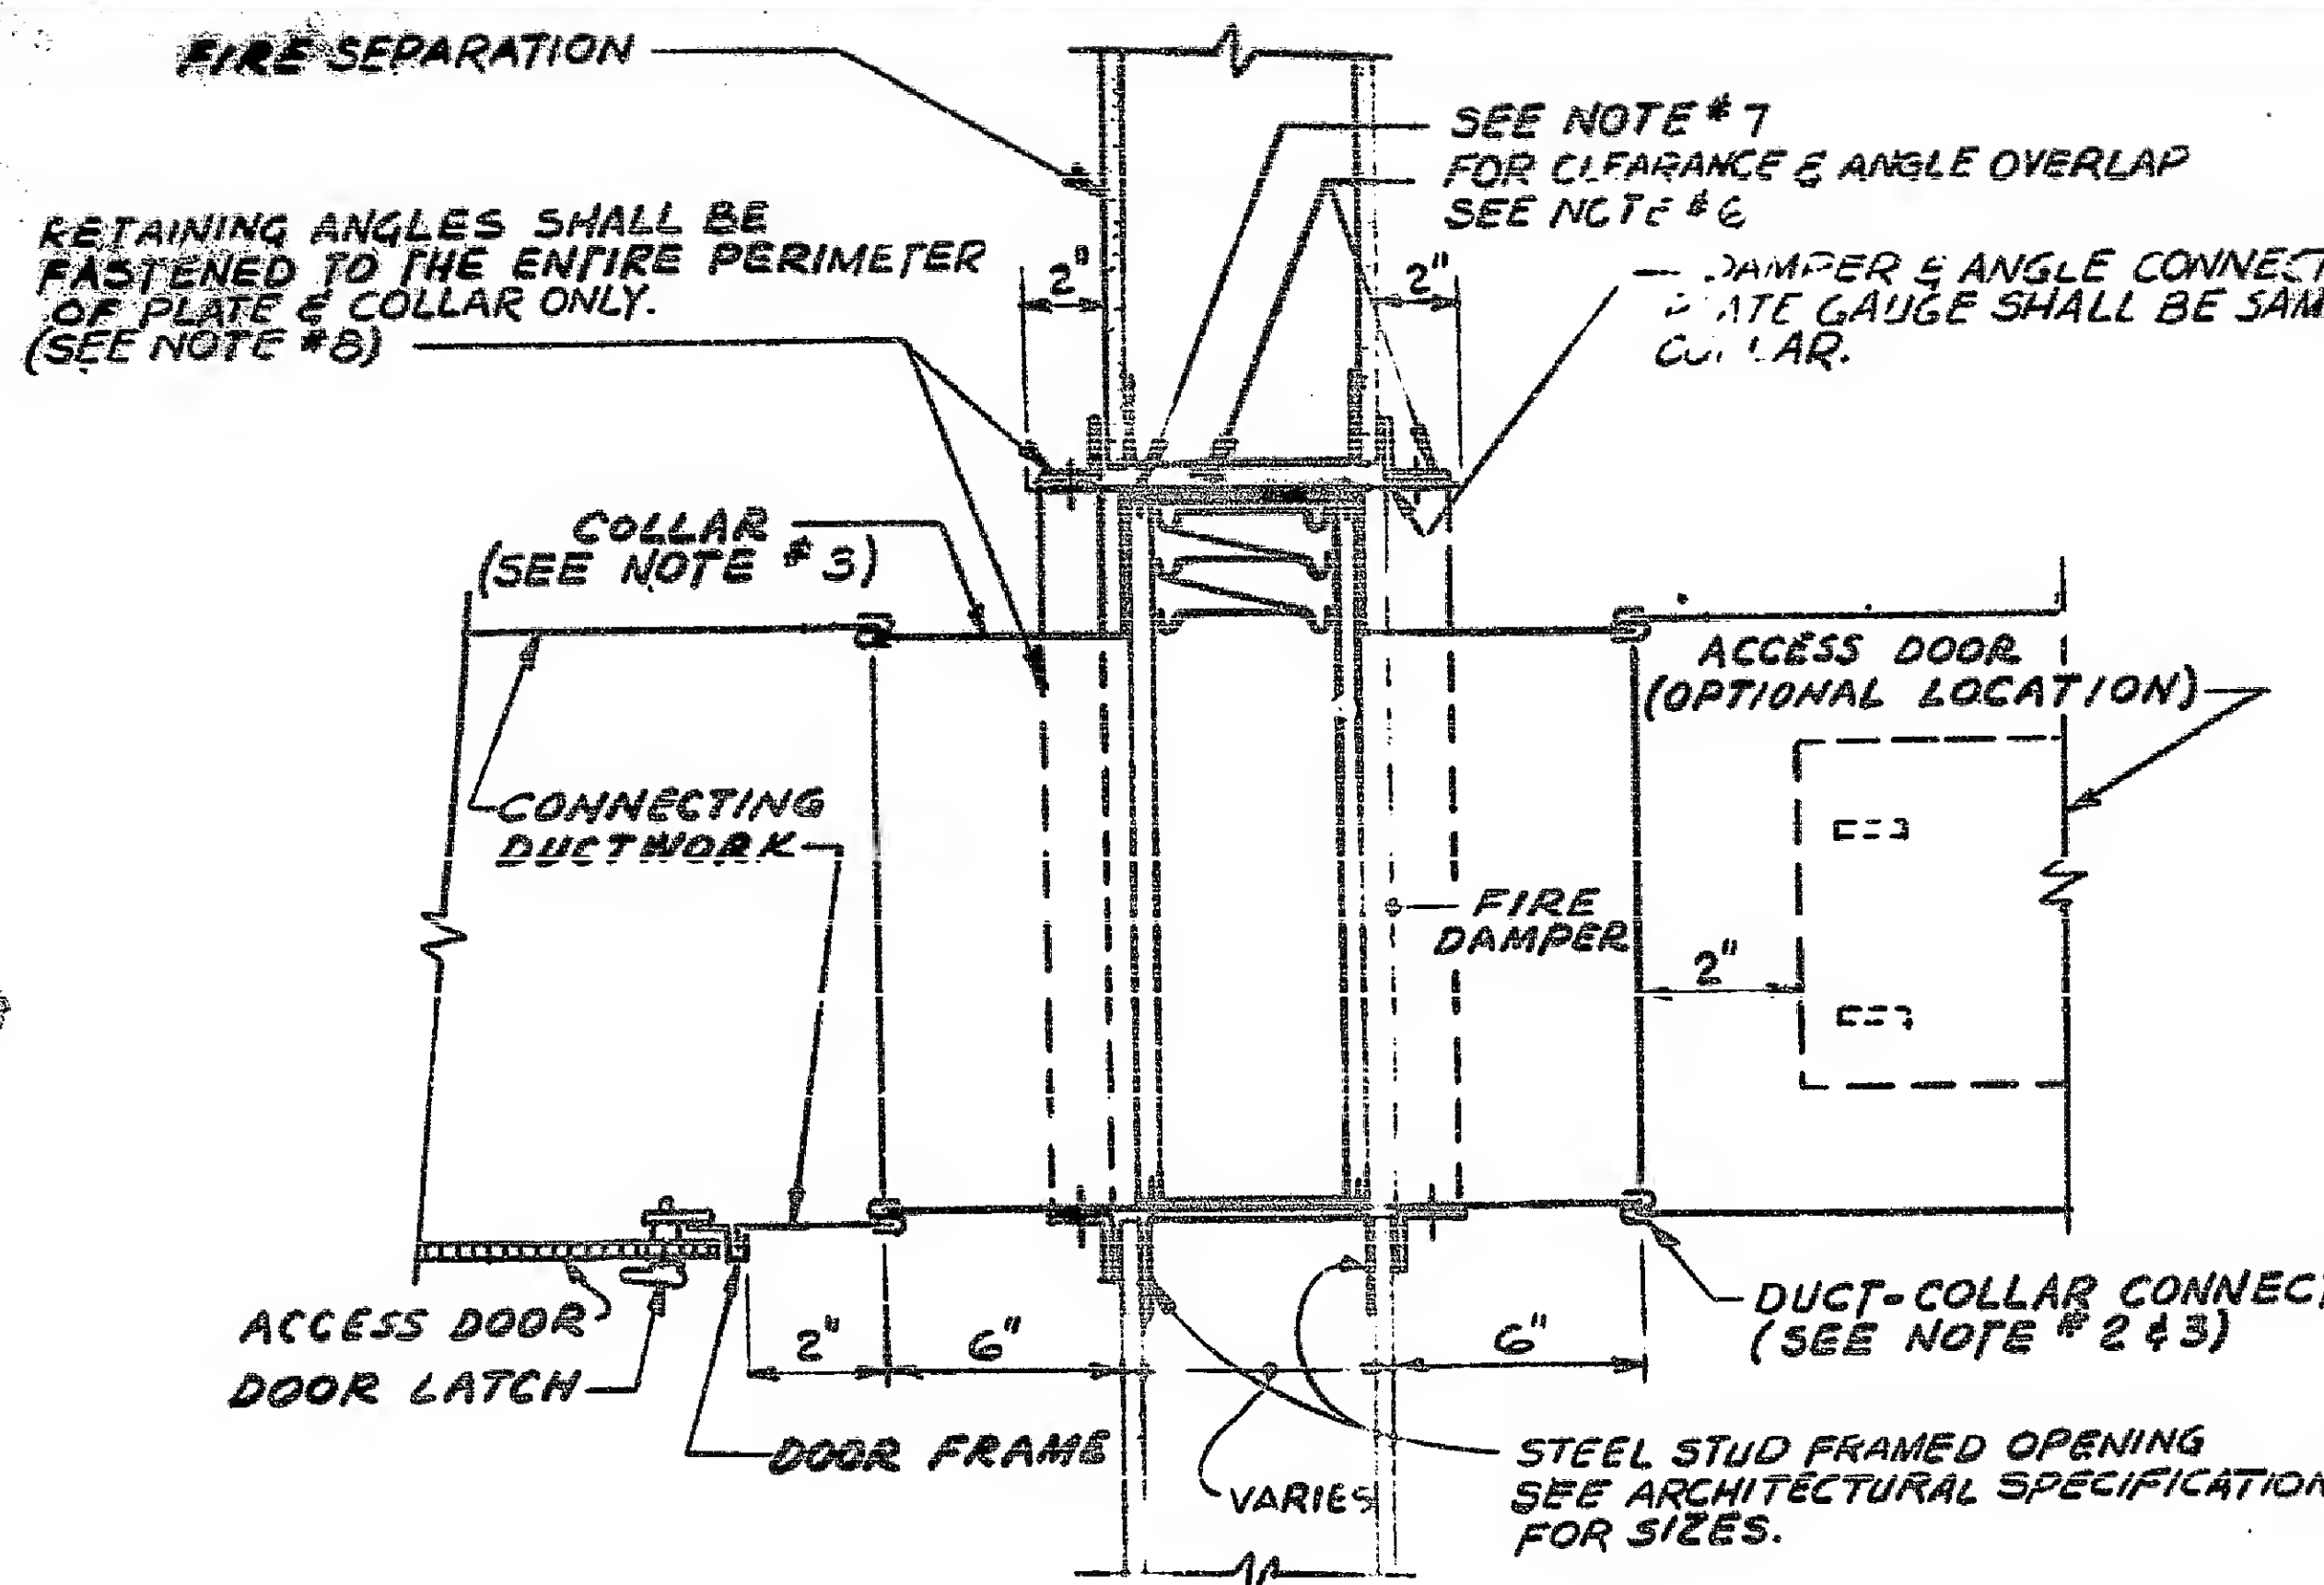 FIRE SEPARATION
SEE NOTE #7
FOR CLEARANCE & ANGLE OVERLAP
SEE NOTE #6
RETAINING ANGLES SHALL BE
FASTENED TO THE ENTIRE PERIMETER
OF PLATE & COLLAR ONLY.
(SEE NOTE #8)
2"
2"
DAMPER & ANGLE CONNECT
PLATE GAUGE SHALL BE SAM
COLLAR.
COLLAR
(SEE NOTE #3)
ACCESS DOOR
(OPTIONAL LOCATION)
CONNECTING
DUCTWORK
FIRE
DAMPER
2"
ACCESS DOOR
DOOR LATCH
DOOR FRAME
2"
6"
VARIES
6"
DUCT-COLLAR CONNECT
(SEE NOTE #2 & 3)
STEEL STUD FRAMED OPENING
SEE ARCHITECTURAL SPECIFICATION
FOR SIZES.